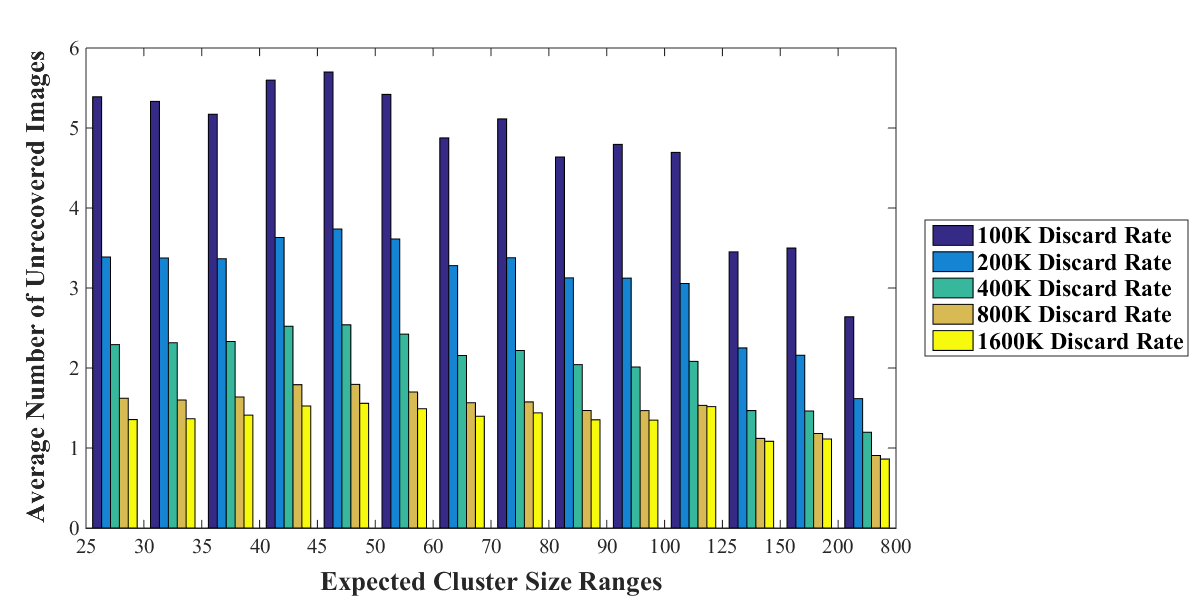 Average Number of Unrecovered Images
6
5
4
3
2
1
0
25 30 35 40 45 50 60 70 80 90 100 125 150 200 800
Expected Cluster Size Ranges
100K Discard Rate
200K Discard Rate
400K Discard Rate
800K Discard Rate
1600K Discard Rate